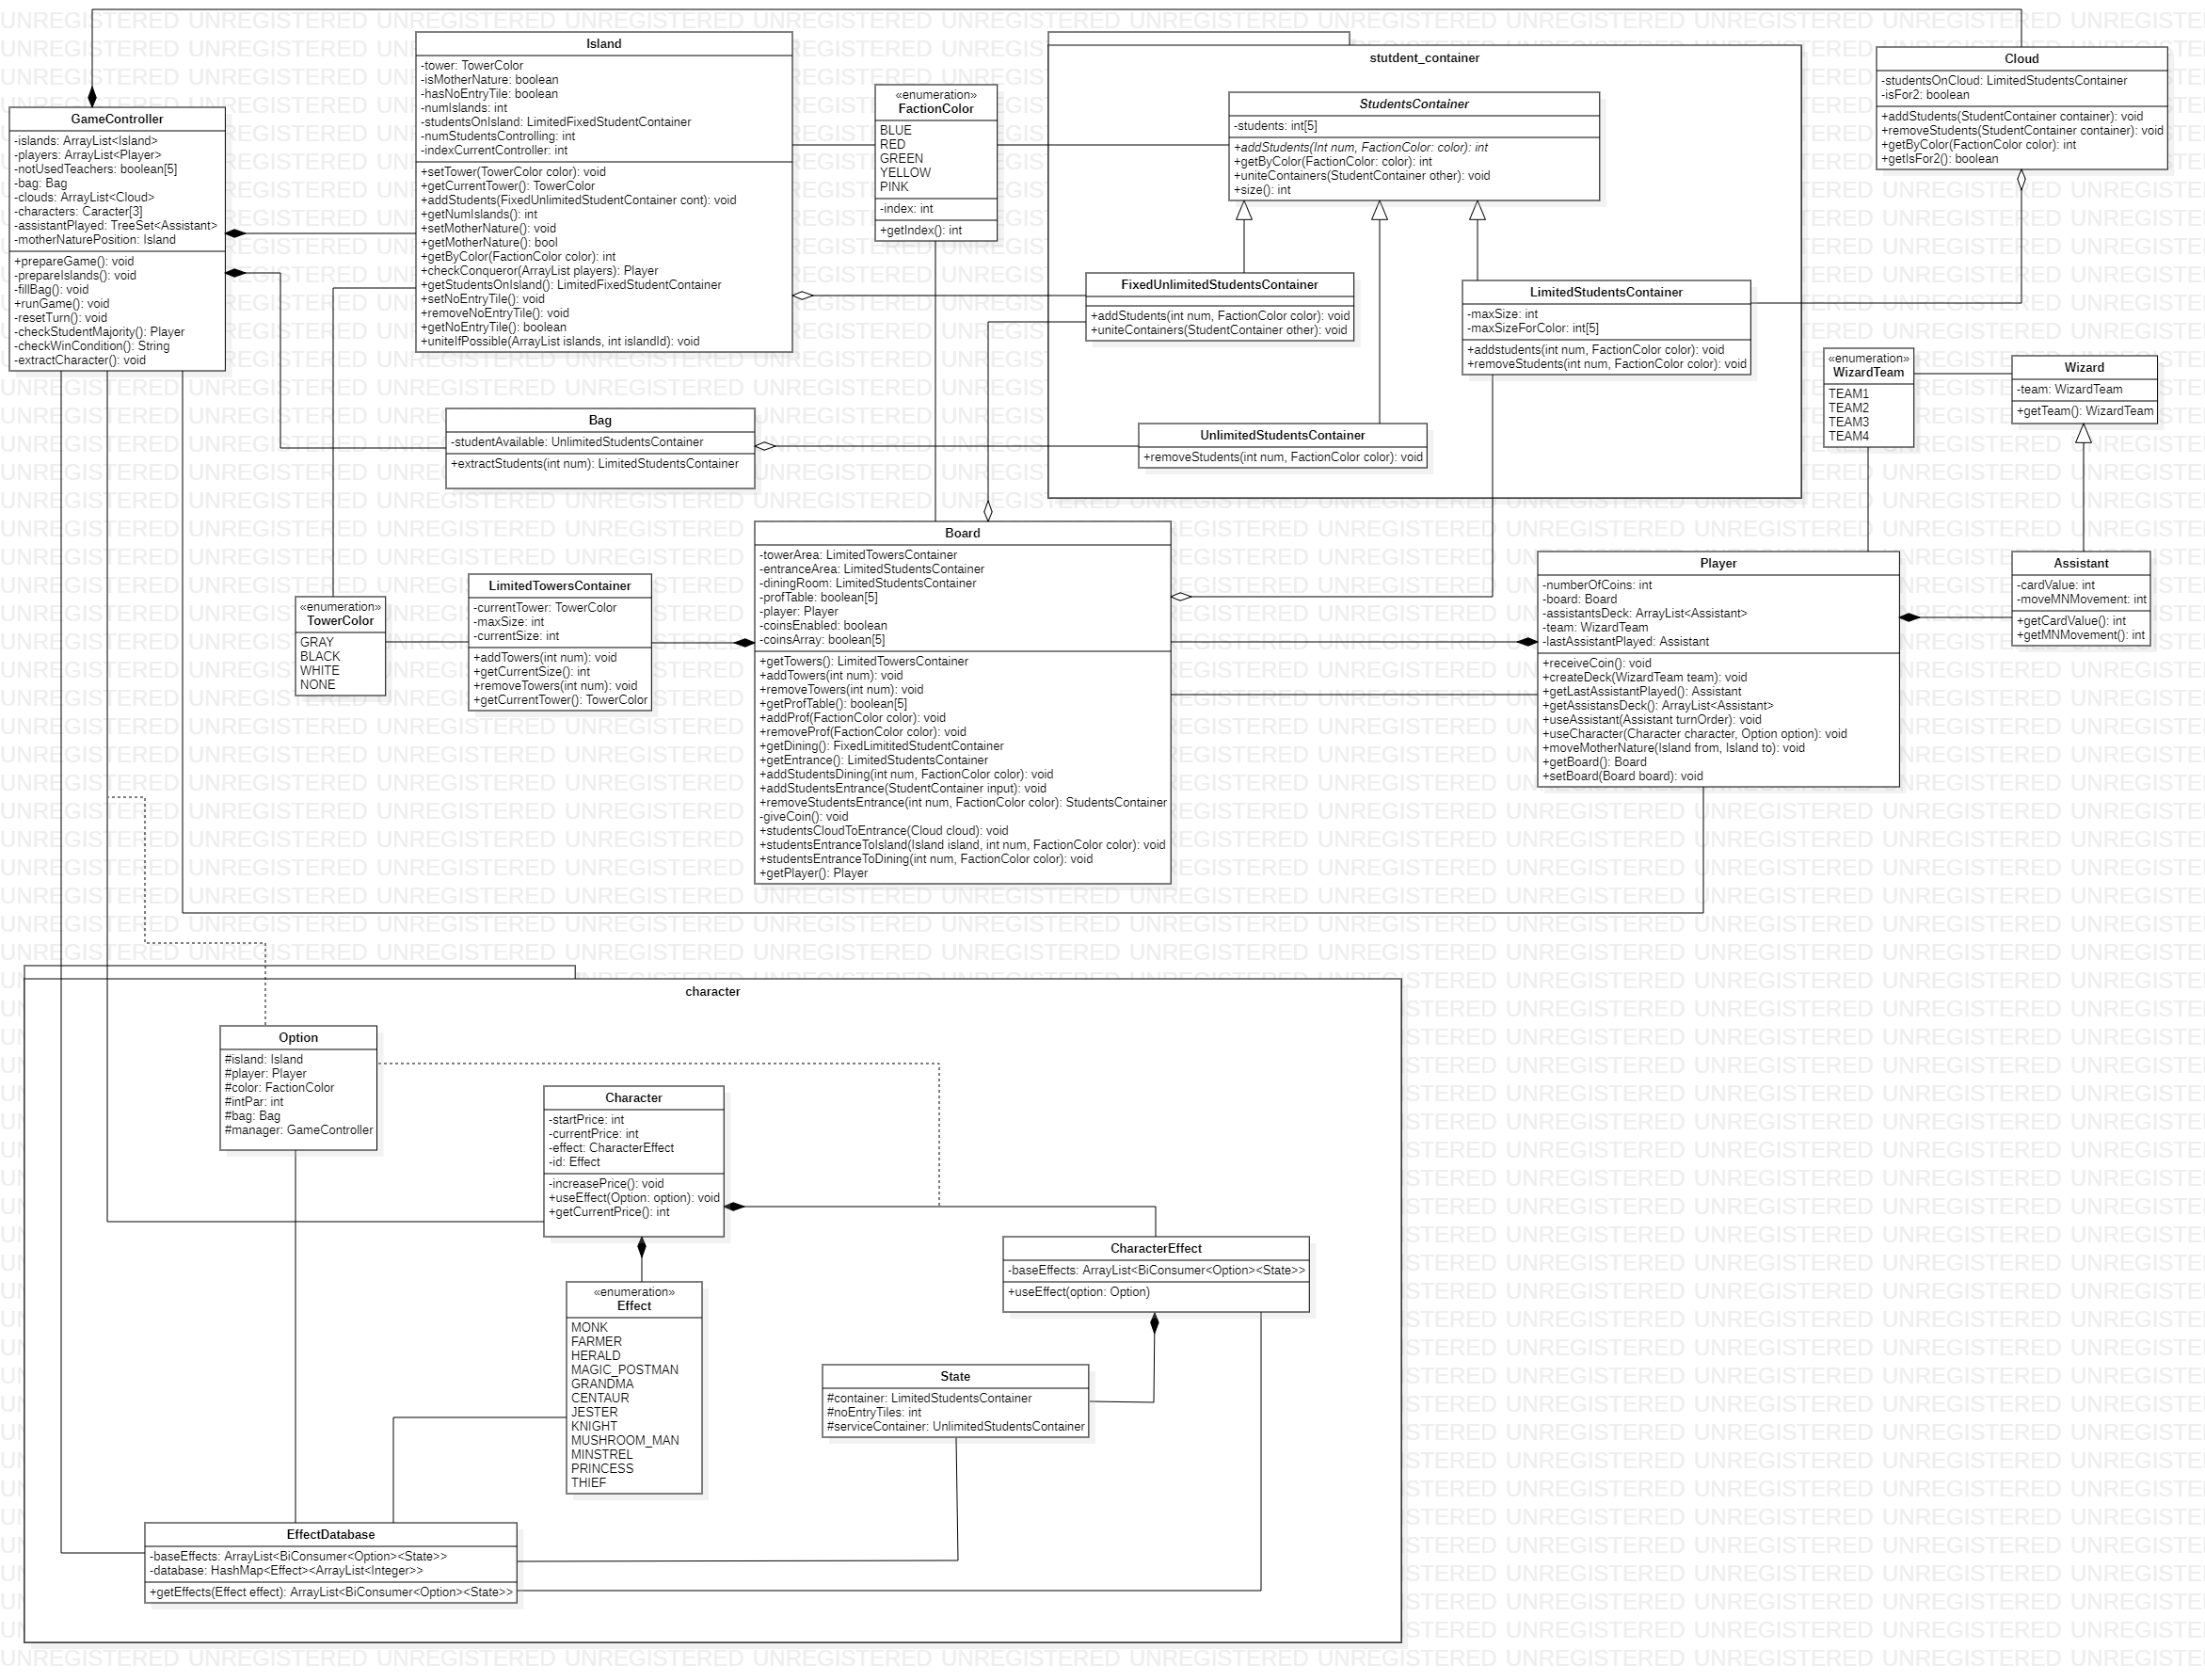 GameController
-islands: ArrayList<Island>
-players: ArrayList<Player>
-notUsedTeachers: boolean[5]
-bag: Bag
-clouds: ArrayList<Cloud>
-characters: Caracter[3]
-assistantPlayed: TreeSet<Assistant>
-motherNaturePosition: Island
+prepareGame(): void
-prepareIslands(): void
-fillBag(): void
+runGame(): void
-resetTurn(): void
-checkStudentMajority(): Player
-checkWinCondition(): String
-extractCharacter(): void
Island
-tower: TowerColor
-isMotherNature: boolean
-hasNoEntryTile: boolean
-numIslands: int
-studentsOnIsland: LimitedFixedStudentContainer
-numStudentsControlling: int
-indexCurrentController: int
+setTower(TowerColor color): void
+getCurrentTower(): TowerColor
+addStudents(FixedUnlimitedStudentContainer cont): void
+getNumIslands(): int
+setMotherNature(): void
+getMotherNature(): bool
+getByColor(FactionColor color): int
+checkConqueror(ArrayList players): Player
+getStudentsOnIsland(): LimitedFixedStudentContainer
+setNoEntryTile(): void
+removeNoEntryTile(): void
+getNoEntryTile(): boolean
+uniteIfPossible(ArrayList islands, int islandId): void
«enumeration»
FactionColor
BLUE
RED
GREEN
YELLOW
PINK
-index: int
+getIndex(): int
stutdent_container
StudentsContainer
-students: int[5]
+addStudents(Int num, FactionColor: color): int
+getByColor(FactionColor: color): int
+uniteContainers(StudentContainer other): void
+size(): int
FixedUnlimitedStudentsContainer
+addStudents(int num, FactionColor color): void
+uniteContainers(StudentContainer other): void
LimitedStudentsContainer
-maxSize: int
-maxSizeForColor: int[5]
+addstudents(int num, FactionColor color): void
+removeStudents(int num, FactionColor color): void
UnlimitedStudentsContainer
+removeStudents(int num, FactionColor color): void
Cloud
-studentsOnCloud: LimitedStudentsContainer
-isFor2: boolean
+addStudents(StudentContainer container): void
+removeStudents(StudentContainer container): void
+getByColor(FactionColor color): int
+getIsFor2(): boolean
«enumeration»
WizardTeam
TEAM1
TEAM2
TEAM3
TEAM4
Wizard
-team: WizardTeam
+getTeam(): WizardTeam
Bag
-studentAvailable: UnlimitedStudentsContainer
+extractStudents(int num): LimitedStudentsContainer
«enumeration»
TowerColor
GRAY
BLACK
WHITE
NONE
LimitedTowersContainer
-currentTower: TowerColor
-maxSize: int
-currentSize: int
+addTowers(int num): void
+getCurrentSize(): int
+removeTowers(int num): void
+getCurrentTower(): TowerColor
Board
-towerArea: LimitedTowersContainer
-entranceArea: LimitedStudentsContainer
-diningRoom: LimitedStudentsContainer
-profTable: boolean[5]
-player: Player
-coinsEnabled: boolean
-coinsArray: boolean[5]
+getTowers(): LimitedTowersContainer
+addTowers(int num): void
+removeTowers(int num): void
+getProfTable(): boolean[5]
+addProf(FactionColor color): void
+removeProf(FactionColor color): void
+getDining(): FixedLimititedStudentContainer
+getEntrance(): LimitedStudentsContainer
+addStudentsDining(int num, FactionColor color): void
+addStudentsEntrance(StudentContainer input): void
+removeStudentsEntrance(int num, FactionColor color): StudentsContainer
-giveCoin(): void
+studentsCloudToEntrance(Cloud cloud): void
+studentsEntranceToIsland(Island island, int num, FactionColor color): void
+studentsEntranceToDining(int num, FactionColor color): void
+getPlayer(): Player
Player
-numberOfCoins: int
-board: Board
-assistantsDeck: ArrayList<Assistant>
-team: WizardTeam
-lastAssistantPlayed: Assistant
+receiveCoin(): void
+createDeck(WizardTeam team): void
+getLastAssistantPlayed(): Assistant
+getAssistansDeck(): ArrayList<Assistant>
+useAssistant(Assistant turnOrder): void
+useCharacter(Character character, Option option): void
+moveMotherNature(Island from, Island to): void
+getBoard(): Board
+setBoard(Board board): void
Assistant
-cardValue: int
-moveMNMovement: int
+getCardValue(): int
+getMNMovement(): int
character
Option
#island: Island
#player: Player
#color: FactionColor
#intPar: int
#bag: Bag
#manager: GameController
Character
-startPrice: int
-currentPrice: int
-effect: CharacterEffect
-id: Effect
-increasePrice(): void
+useEffect(Option: option): void
+getCurrentPrice(): int
«enumeration»
Effect
MONK
FARMER
HERALD
MAGIC_POSTMAN
GRANDMA
CENTAUR
JESTER
KNIGHT
MUSHROOM_MAN
MINSTREL
PRINCESS
THIEF
CharacterEffect
-baseEffects: ArrayList<BiConsumer<Option><State>>
+useEffect(option: Option)
State
#container: LimitedStudentsContainer
#noEntryTiles: int
#serviceContainer: UnlimitedStudentsContainer
EffectDatabase
-baseEffects: ArrayList<BiConsumer<Option><State>>
-database: HashMap<Effect><ArrayList<Integer>>
+getEffects(Effect effect): ArrayList<BiConsumer<Option><State>>